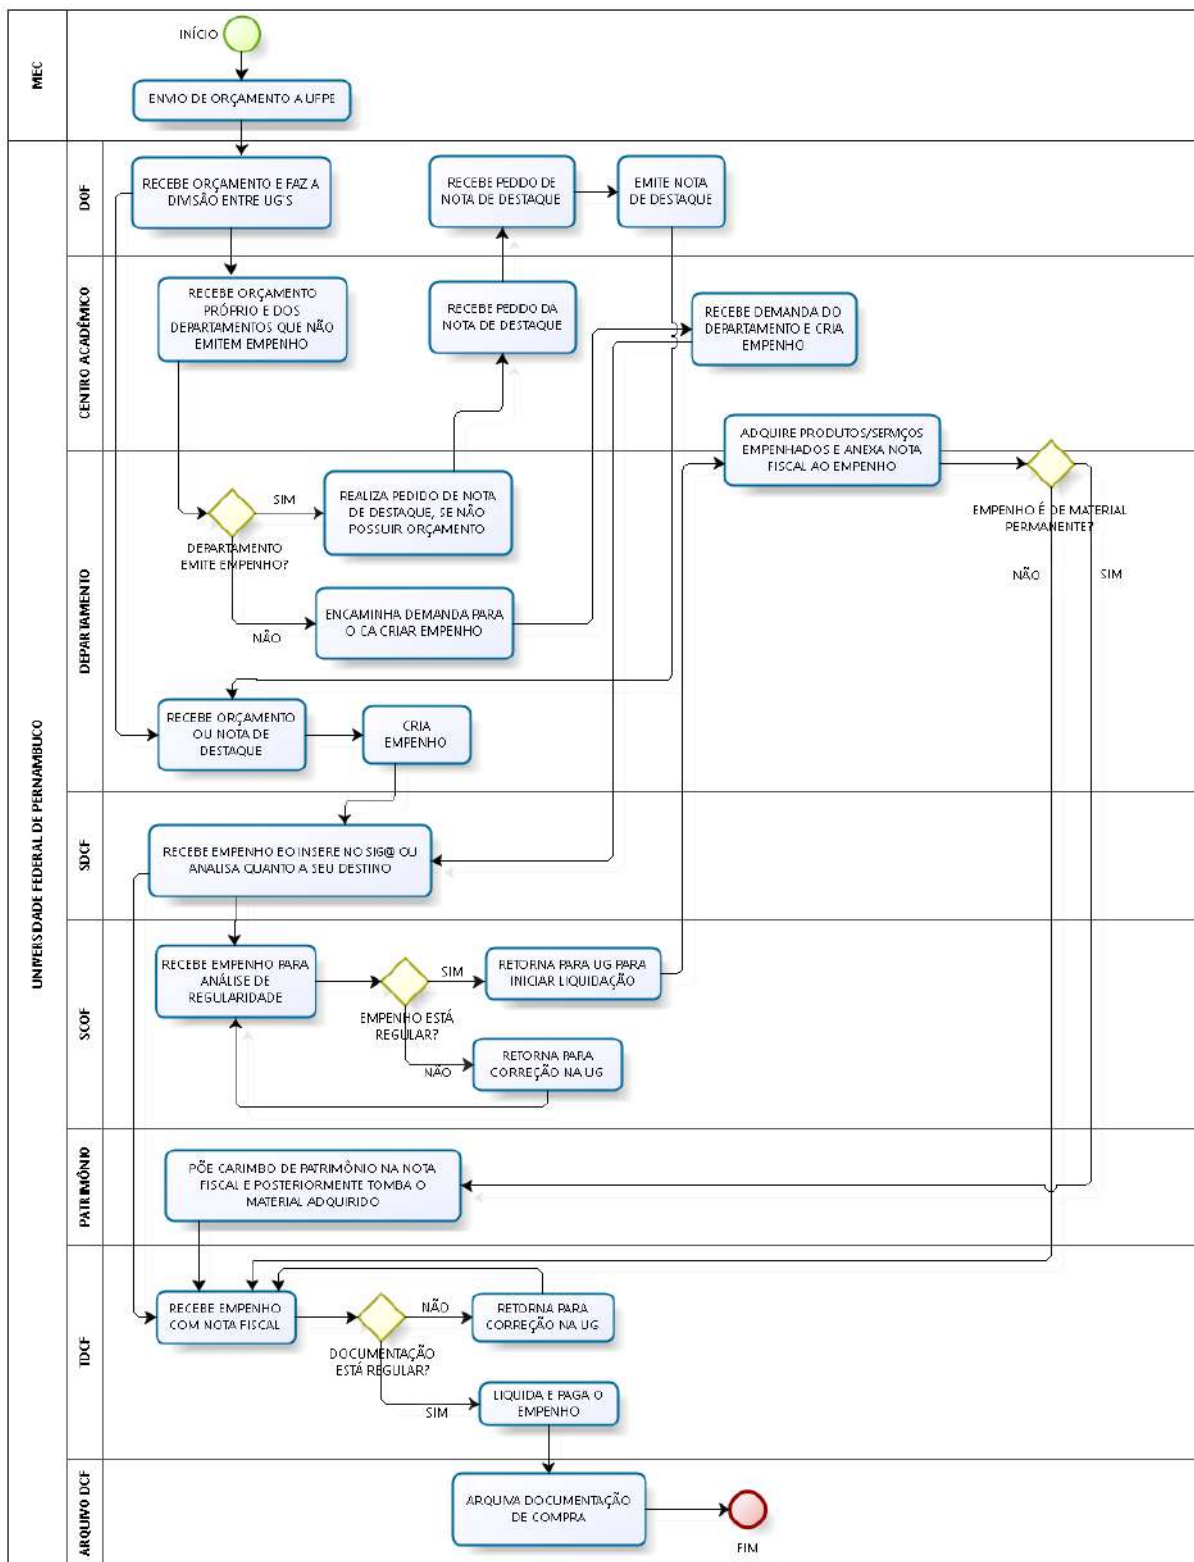 MEC
INÍCIO
ENVIO DE ORÇAMENTO A UFPE
UNIVERSIDADE FEDERAL DE PERNAMBUCO
DOF
RECEBE ORÇAMENTO E FAZ A
DIVISÃO ENTRE UG'S
RECEBE PEDIDO DE
NOTA DE DESTAQUE
EMITE NOTA
DE DESTAQUE
CENTRO ACADÊMICO
RECEBE ORÇAMENTO
PRÓPRIO E DOS
DEPARTAMENTOS QUE NÃO
EMITEM EMPENHO
RECEBE PEDIDO DA
NOTA DE DESTAQUE
RECEBE DEMANDA DO
DEPARTAMENTO E CRIA
EMPENHO
ADQUIRE PRODUTOS/SERVIÇOS
EMPENHADOS E ANEXA NOTA
FISCAL AO EMPENHO
DEPARTAMENTO
DEPARTAMENTO
EMITE EMPENHO?
SIM
REALIZA PEDIDO DE NOTA
DE DESTAQUE, SE NÃO
POSSUIR ORÇAMENTO
EMPENHO É DE MATERIAL
PERMANENTE?
NÃO
SIM
NÃO
ENCAMINHA DEMANDA PARA
O CA CRIAR EMPENHO
RECEBE ORÇAMENTO
OU NOTA DE
DESTAQUE
CRIA
EMPENHO
SDCF
RECEBE EMPENHO EO INSERE NO SIG@ OU
ANALISA QUANTO A SEU DESTINO
SCOF
RECEBE EMPENHO PARA
ANÁLISE DE
REGULARIDADE
EMPENHO ESTÁ
REGULAR?
SIM
RETORNA PARA UG PARA
INICIAR LIQUIDAÇÃO
NÃO
RETORNA PARA
CORREÇÃO NA UG
PATRIMÔNIO
PÕE CARIMBO DE PATRIMÔNIO NA NOTA
FISCAL E POSTERIORMENTE TOMBA O
MATERIAL ADQUIRIDO
TDCF
RECEBE EMPENHO
COM NOTA FISCAL
DOCUMENTAÇÃO
ESTÁ REGULAR?
NÃO
RETORNA PARA
CORREÇÃO NA UG
SIM
LIQUIDA E PAGA O
EMPENHO
ARQUIVO DCF
ARQUIVA DOCUMENTAÇÃO
DE COMPRA
FIM